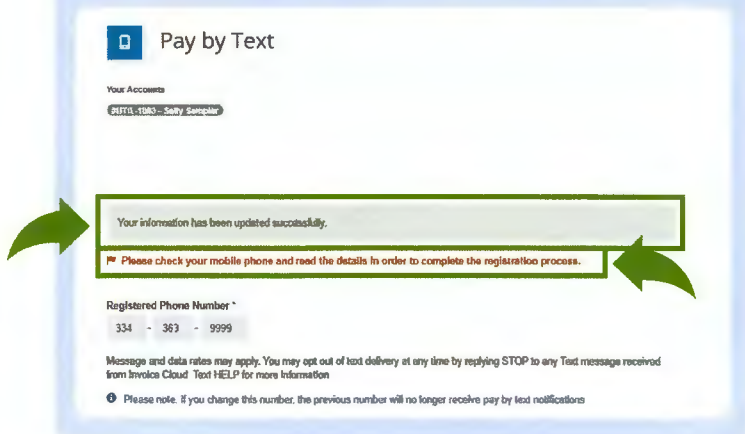 Pay by Text
Your Accounts
Sally Sampler
Your information has been updated successfully.
Please check your mobile phone and read the details in order to complete the registration process.
Registered Phone Number *
334 - 363 - 9999
Message and data rates may apply. You may opt out of text delivery at any time by replying STOP to any Text message received
from Invoice Cloud Text HELP for more Information
Please note. If you change this number, the previous number will no longer receive pay by text notifications